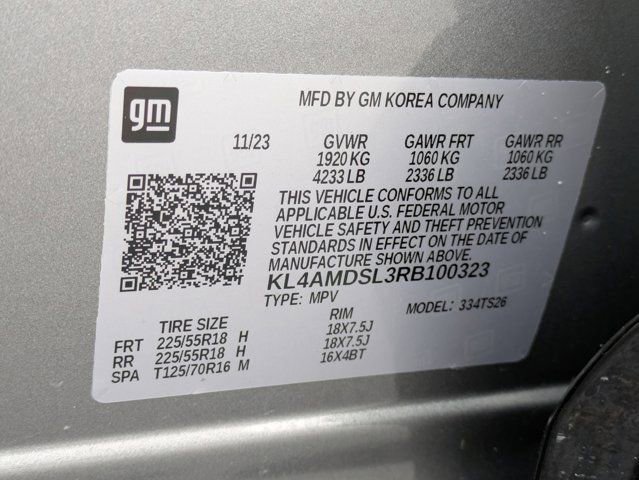 gm
MFD BY GM KOREA COMPANY
11/23 GVWR GAWR FRT GAWR RR
1920 KG 1060 KG 1060 KG
4233 LB 2336 LB 2336 LB
THIS VEHICLE CONFORMS TO ALL
APPLICABLE U.S. FEDERAL MOTOR
VEHICLE SAFETY AND THEFT PREVENTION
STANDARDS IN EFFECT ON THE DATE OF
MANUFACTURE SHOWN ABOVE.
KL4AMDSL3RB100323
TYPE: MPV MODEL: 334TS26
TIRE SIZE RIM
FRT 225/55R18 H 18X7.5J
RR 225/55R18 H 18X7.5J
SPA T125/70R16 M 16X4BT